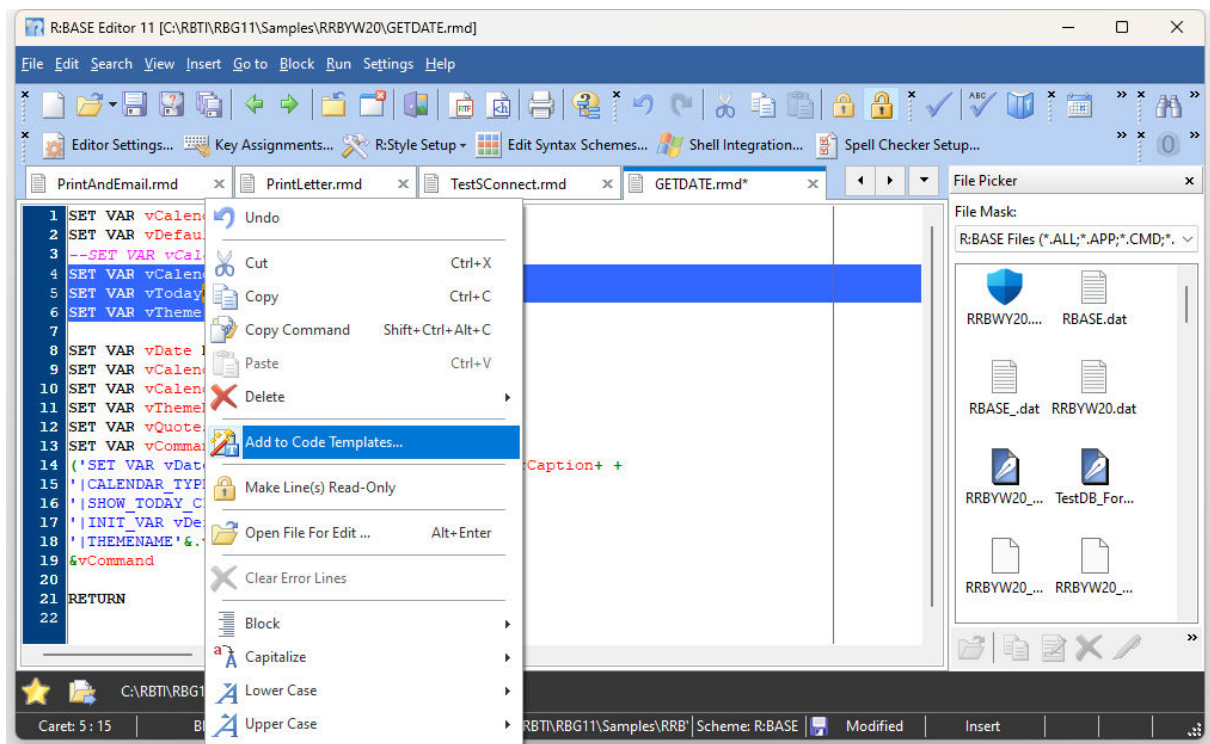 R:BASE Editor 11 [C:\RBTI\RBG11\Samples\RRBYW20\GETDATE.rmd]
File Edit Search View Insert Go to Block Run Settings Help
Editor Settings... Key Assignments... R:Style Setup Edit Syntax Schemes... Shell Integration... Spell Checker Setup...
PrintAndEmail.rmd PrintLetter.rmd TestSConnect.rmd GETDATE.rmd* File Picker
File Mask:
R:BASE Files (*.ALL;*.APP;*.CMD;*.
RRBWY20.... RBASE.dat
RBASE_.dat RRBYW20.dat
RRBYW20_... TestDB_For...
RRBYW20_... RRBYW20_...
1 SET VAR vCalen
2 SET VAR vDefau
3 --SET VAR vCal
4 SET VAR vCalen
5 SET VAR vToday
6 SET VAR vTheme
7
8 SET VAR vDate
9 SET VAR vCalen
10 SET VAR vCalen
11 SET VAR vTheme
12 SET VAR vQuote
13 SET VAR vComma
14 ('SET VAR vDat Caption+ +
15 '|CALENDAR_TYP
16 '|SHOW_TODAY_C
17 '|INIT_VAR vDe
18 '|THEMENAME'&.
19 &vCommand
20
21 RETURN
22
Undo
Cut Ctrl+X
Copy Ctrl+C
Copy Command Shift+Ctrl+Alt+C
Paste Ctrl+V
Delete
Add to Code Templates...
Make Line(s) Read-Only
Open File For Edit ... Alt+Enter
Clear Error Lines
Block
Capitalize
Lower Case
Upper Case
C:\RBTI\RBG1
Caret: 5 : 15 Bl RBTI\RBG11\Samples\RRB Scheme: R:BASE Modified Insert